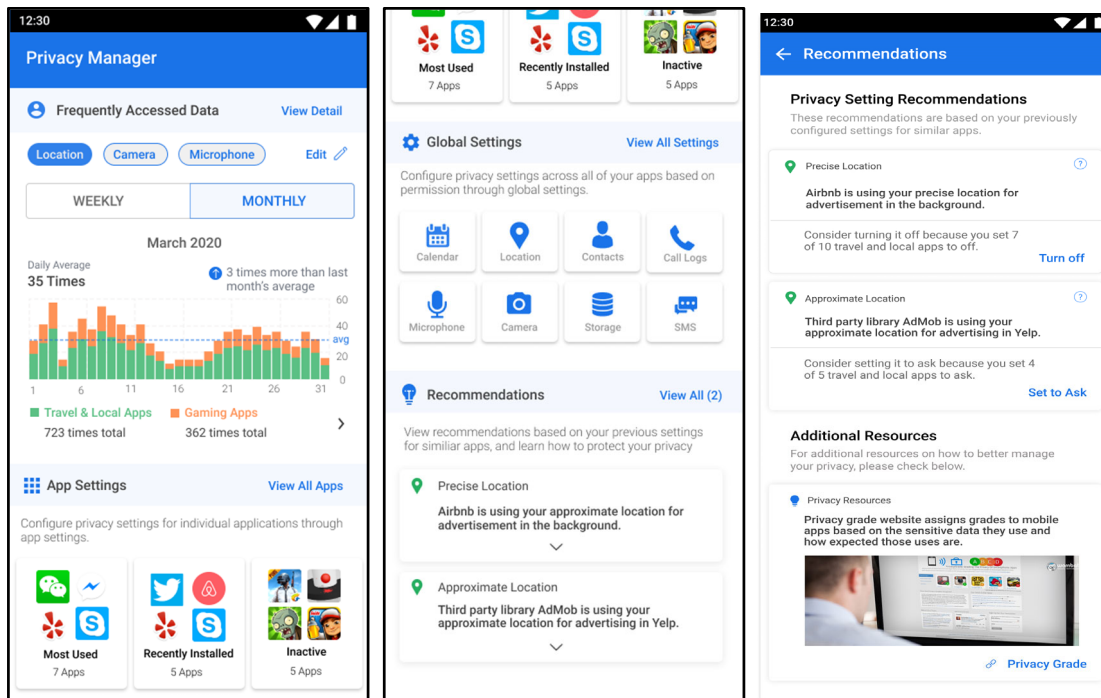 12:30
Privacy Manager
Frequently Accessed Data
View Detail
Location
Camera
Microphone
Edit
WEEKLY
MONTHLY
March 2020
Daily Average
35 Times
3 times more than last
month's average
60
40
avg
20
0
1 6 11 16 21 26 31
Travel & Local Apps
723 times total
Gaming Apps
362 times total
App Settings
View All Apps
Configure privacy settings for individual applications through
app settings.
Most Used
7 Apps
Recently Installed
5 Apps
Inactive
5 Apps
Most Used
7 Apps
Recently Installed
5 Apps
Inactive
5 Apps
Global Settings
View All Settings
Configure privacy settings across all of your apps based on
permission through global settings.
Calendar
Location
Contacts
Call Logs
Microphone
Camera
Storage
SMS
Recommendations
View All (2)
View recommendations based on your previous settings
for similiar apps, and learn how to protect your privacy
Precise Location
Airbnb is using your approximate location for
advertisement in the background.
Approximate Location
Third party library AdMob is using your
approximate location for advertising in Yelp.
12:30
Recommendations
Privacy Setting Recommendations
These recommendations are based on your previously
configured settings for similar apps.
Precise Location
?
Airbnb is using your precise location for
advertisement in the background.
Consider turning it off because you set 7
of 10 travel and local apps to off.
Turn off
Approximate Location
?
Third party library AdMob is using your
approximate location for advertising in Yelp.
Consider setting it to ask because you set 4
of 5 travel and local apps to ask.
Set to Ask
Additional Resources
For additional resources on how to better manage
your privacy, please check below.
Privacy Resources
Privacy grade website assigns grades to mobile
apps based on the sensitive data they use and
how expected those uses are.
Privacy Grade